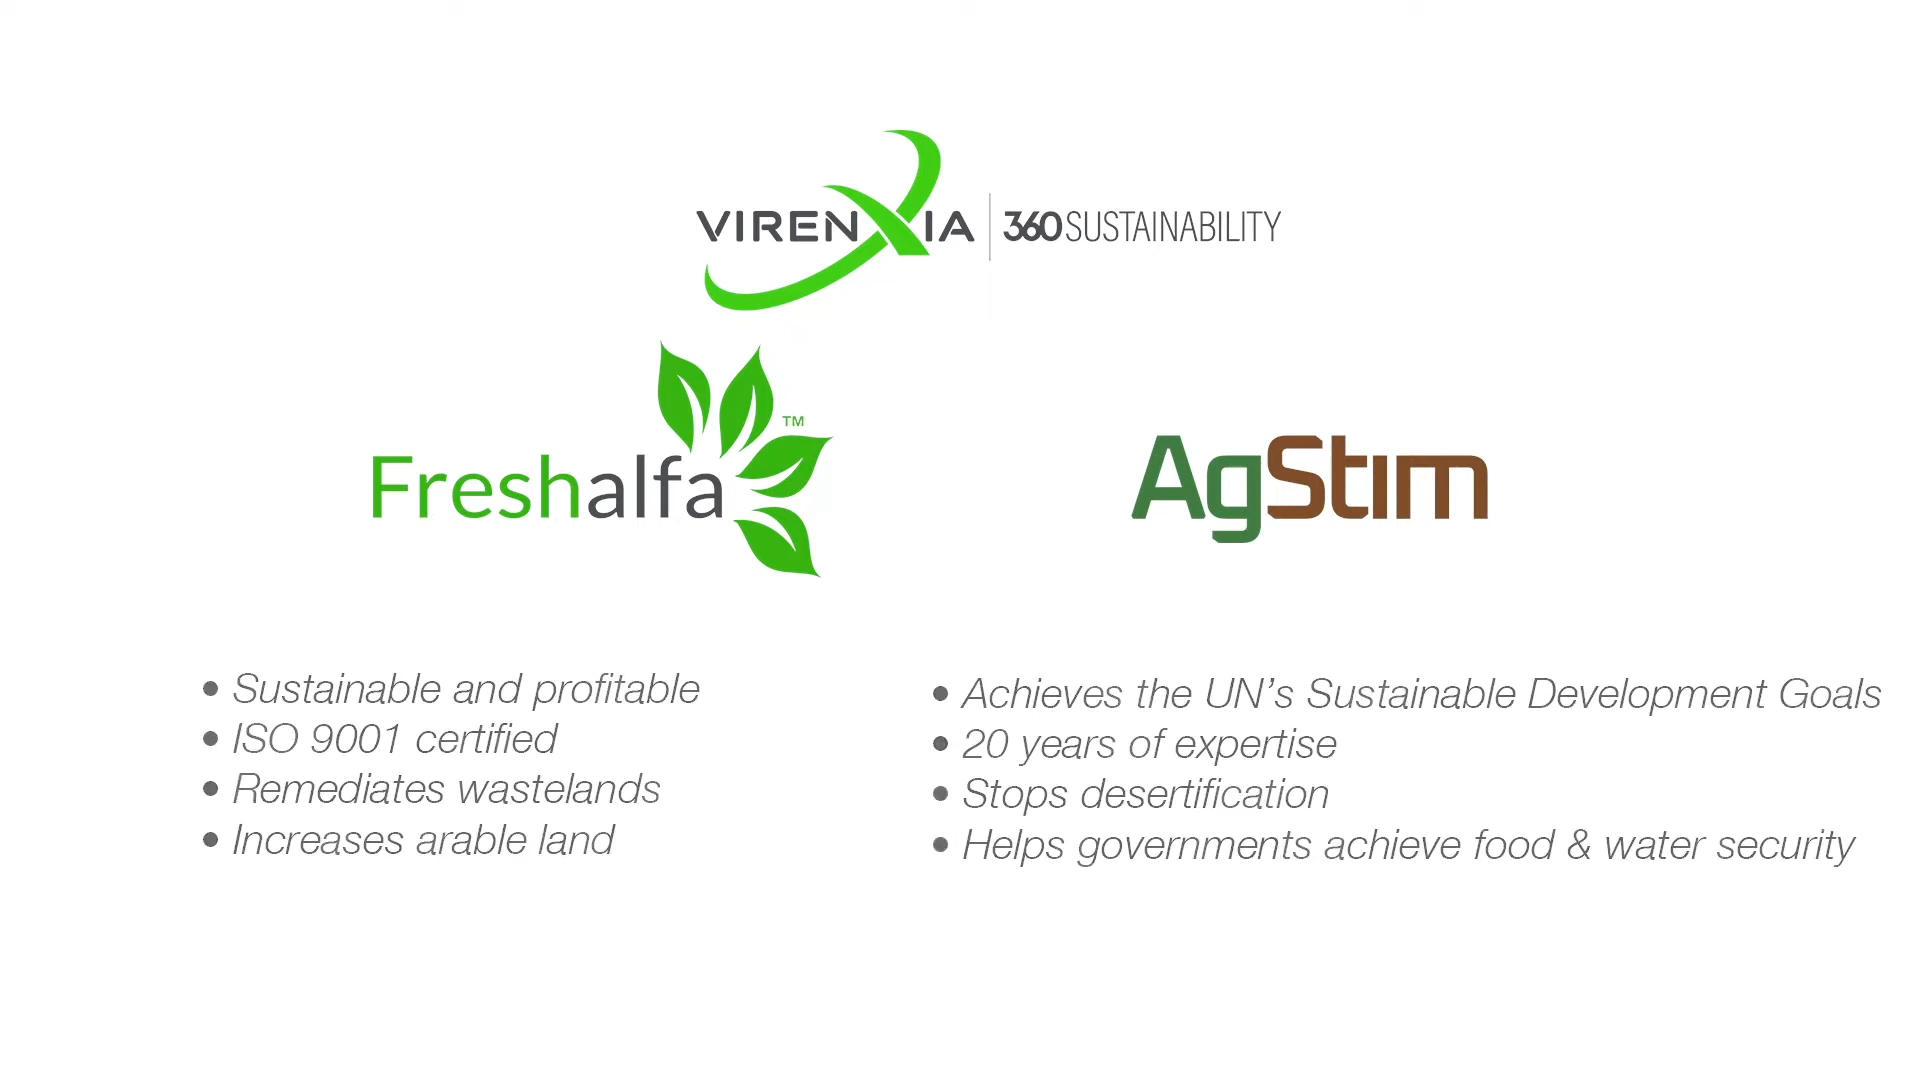 VIRENXIA | 360SUSTAINABILITY
Freshalfa™
AgStim
• Sustainable and profitable
• ISO 9001 certified
• Remediates wastelands
• Increases arable land
• Achieves the UN’s Sustainable Development Goals
• 20 years of expertise
• Stops desertification
• Helps governments achieve food & water security